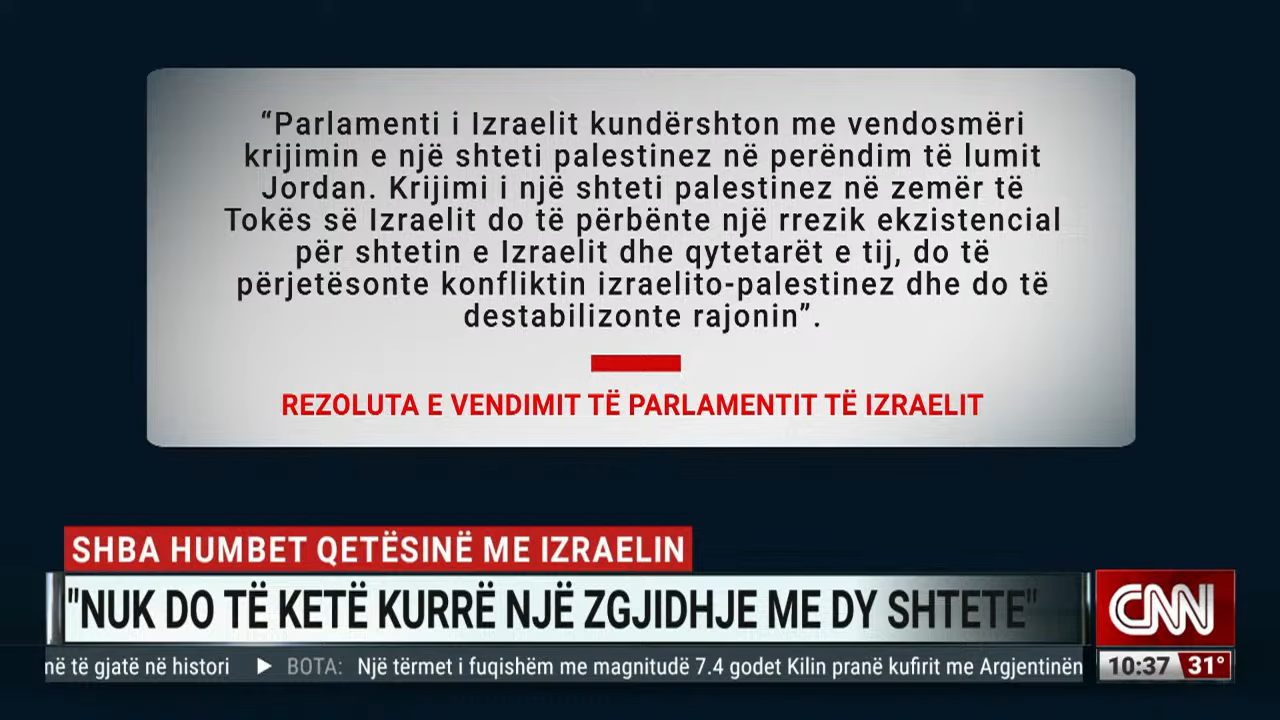 “Parlamenti i Izraelit kundërshton me vendosmëri
krijimin e një shteti palestinez në perëndim të lumit
Jordan. Krijimi i një shteti palestinez në zemër të
Tokës së Izraelit do të përbënte një rrezik ekzistencial
për shtetin e Izraelit dhe qytetarët e tij, do të
përjetësonte konfliktin izraelito-palestinez dhe do të
destabilizonte rajonin”.
REZOLUTA E VENDIMIT TË PARLAMENTIT TË IZRAELIT
SHBA HUMBET QETËSINË ME IZRAELIN
"NUK DO TË KETË KURRË NJË ZGJIDHJE ME DY SHTETE"
CNN
në të gjatë në histori ▶ BOTA: Një tërmet i fuqishëm me magnitudë 7.4 godet Kilin pranë kufirit me Argjentinën
10:37 31°